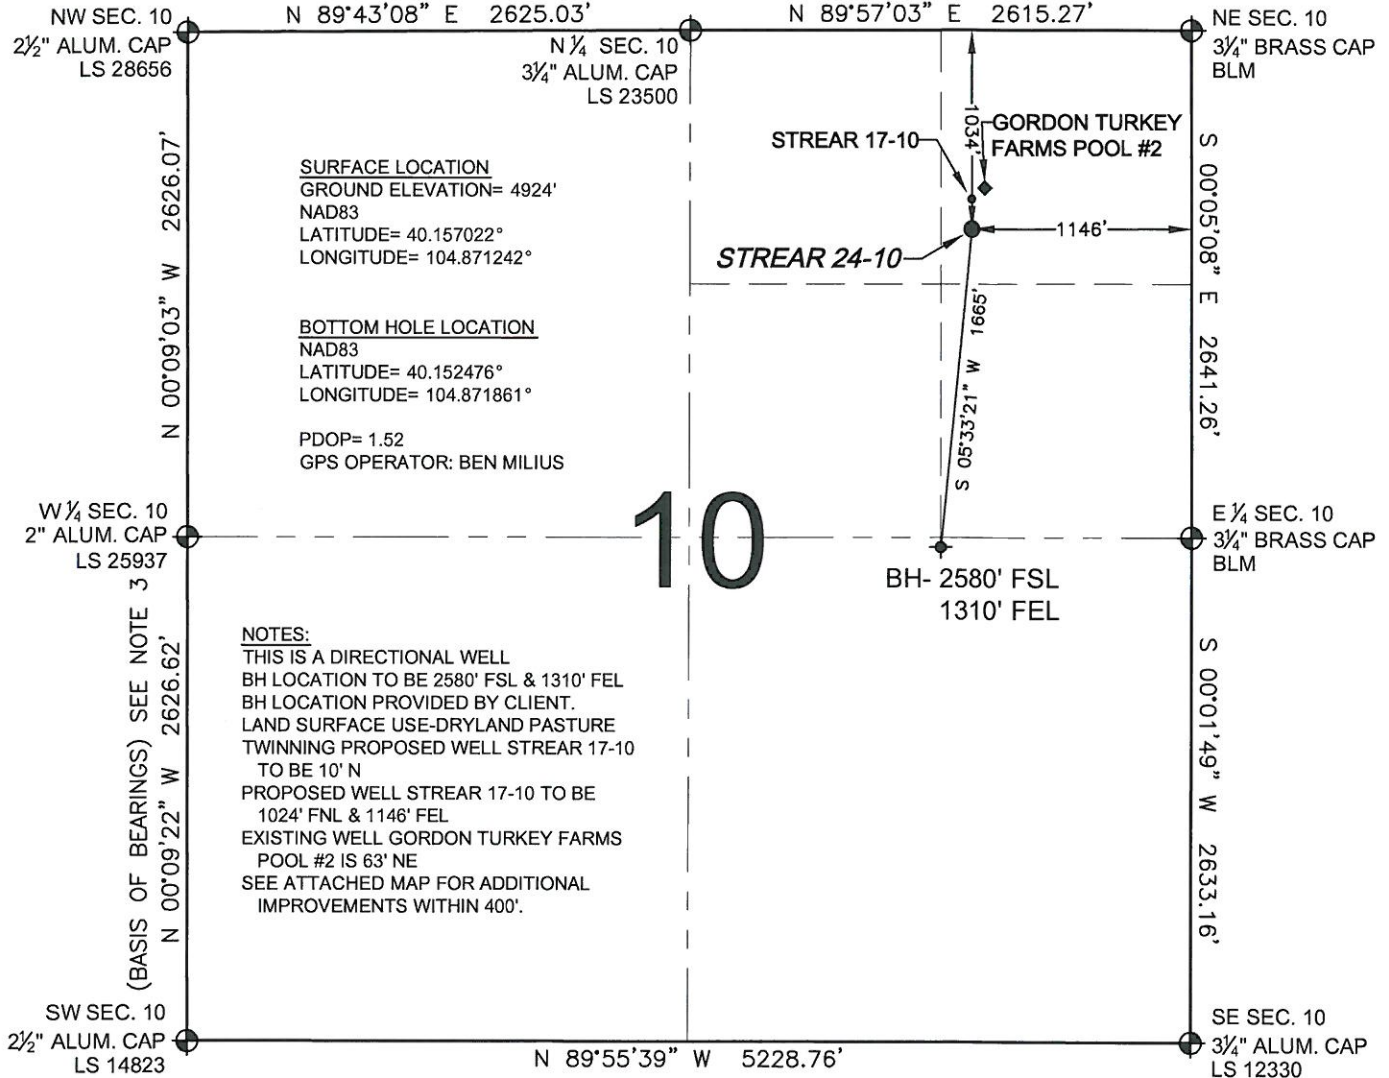 N 89°43'08" E 2625.03'
N 89°57'03" E 2615.27'
NW SEC. 10
2½" ALUM. CAP
LS 28656
N ¼ SEC. 10
3¼" ALUM. CAP
LS 23500
NE SEC. 10
3¼" BRASS CAP
BLM
N 00°09'03" W 2626.07'
SURFACE LOCATION
GROUND ELEVATION= 4924'
NAD83
LATITUDE= 40.157022°
LONGITUDE= 104.871242°
BOTTOM HOLE LOCATION
NAD83
LATITUDE= 40.152476°
LONGITUDE= 104.871861°
PDOP= 1.52
GPS OPERATOR: BEN MILIUS
1034'
STREAR 17-10
GORDON TURKEY
FARMS POOL #2
1146'
STREAR 24-10
S 05°33'21" W 1665'
S 00°05'08" E 2641.26'
W ¼ SEC. 10
2" ALUM. CAP
LS 25937
10
E ¼ SEC. 10
3¼" BRASS CAP
BLM
BH- 2580' FSL
1310' FEL
(BASIS OF BEARINGS) SEE NOTE 3
N 00°09'22" W 2626.62'
NOTES:
THIS IS A DIRECTIONAL WELL
BH LOCATION TO BE 2580' FSL & 1310' FEL
BH LOCATION PROVIDED BY CLIENT.
LAND SURFACE USE-DRYLAND PASTURE
TWINNING PROPOSED WELL STREAR 17-10
TO BE 10' N
PROPOSED WELL STREAR 17-10 TO BE
1024' FNL & 1146' FEL
EXISTING WELL GORDON TURKEY FARMS
POOL #2 IS 63' NE
SEE ATTACHED MAP FOR ADDITIONAL
IMPROVEMENTS WITHIN 400'.
S 00°01'49" W 2633.16'
SW SEC. 10
2½" ALUM. CAP
LS 14823
N 89°55'39" W 5228.76'
SE SEC. 10
3¼" ALUM. CAP
LS 12330